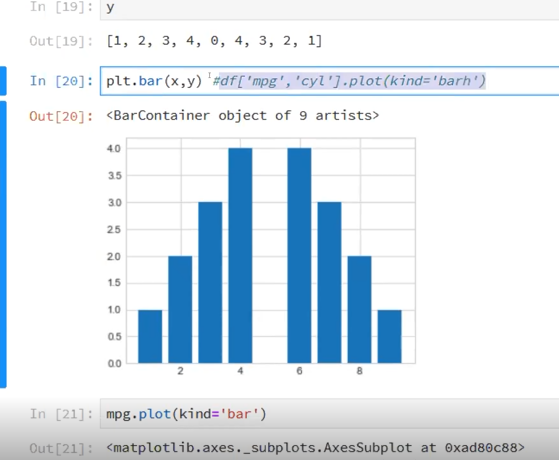 In [19]: y
Out[19]: [1, 2, 3, 4, 0, 4, 3, 2, 1]
In [20]: plt.bar(x,y) #df['mpg','cyl'].plot(kind='barh')
Out[20]: <BarContainer object of 9 artists>
4.0
3.5
3.0
2.5
2.0
1.5
1.0
0.5
0.0
2 4 6 8
In [21]: mpg.plot(kind='bar')
Out[21]: <matplotlib.axes._subplots.AxesSubplot at 0xad80c88>